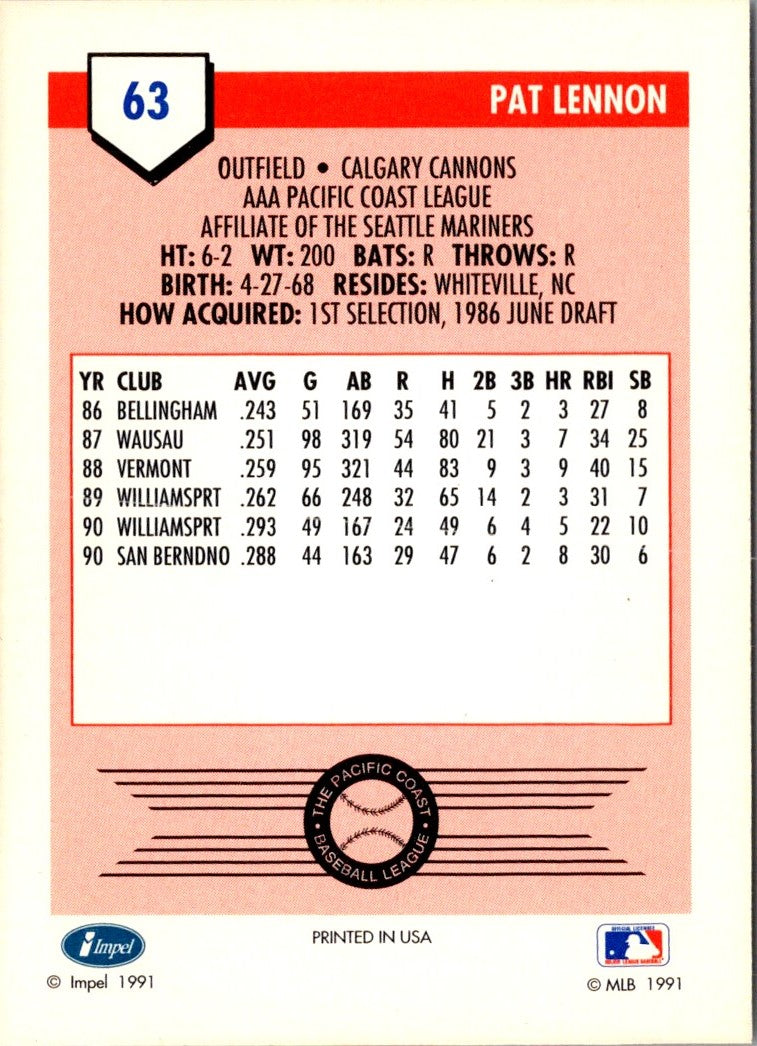 63
PAT LENNON
OUTFIELD • CALGARY CANNONS
AAA PACIFIC COAST LEAGUE
AFFILIATE OF THE SEATTLE MARINERS
HT: 6-2 WT: 200 BATS: R THROWS: R
BIRTH: 4-27-68 RESIDES: WHITEVILLE, NC
HOW ACQUIRED: 1ST SELECTION, 1986 JUNE DRAFT
YR CLUB AVG G AB R H 2B 3B HR RBI SB
86 BELLINGHAM .243 51 169 35 41 5 2 3 27 8
87 WAUSAU .251 98 319 54 80 21 3 7 34 25
88 VERMONT .259 95 321 44 83 9 3 9 40 15
89 WILLIAMSPRT .262 66 248 32 65 14 2 3 31 7
90 WILLIAMSPRT .293 49 167 24 49 6 4 5 22 10
90 SAN BERNDNO .288 44 163 29 47 6 2 8 30 6
• THE PACIFIC COAST •
BASEBALL LEAGUE
Impel
© Impel 1991
PRINTED IN USA
OFFICIAL LICENSEE
MAJOR LEAGUE BASEBALL
© MLB 1991